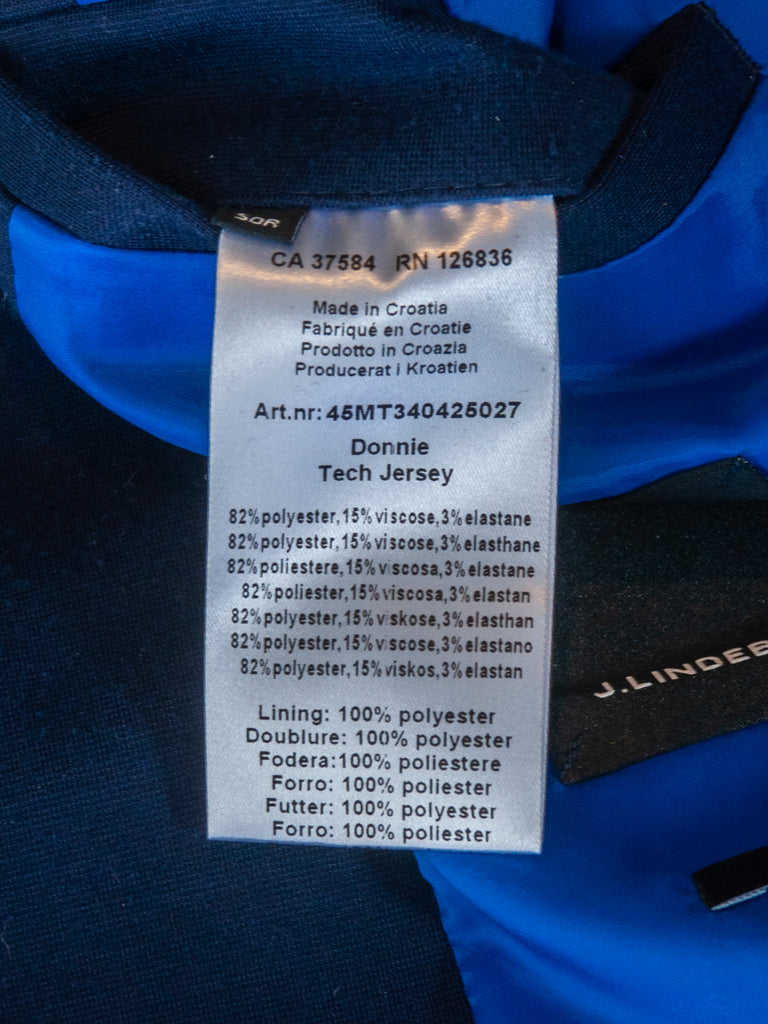 50R
CA 37584 RN 126836
Made in Croatia
Fabriqué en Croatie
Prodotto in Croazia
Producerat i Kroatien
Art.nr: 45MT340425027
Donnie
Tech Jersey
82%polyester,15%viscose,3%elastane
82%polyester,15%viscose,3%elasthane
82%poliestere,15%viscosa,3%elastane
82%poliester,15%viscosa,3%elastan
82%polyester,15%viskose,3%elasthan
82%polyester,15%viscose,3%elastano
82%polyester,15%viskos,3%elastan
J.LINDEB
Lining: 100% polyester
Doublure: 100% polyester
Fodera:100% poliestere
Forro: 100% poliester
Futter: 100% polyester
Forro: 100% poliester